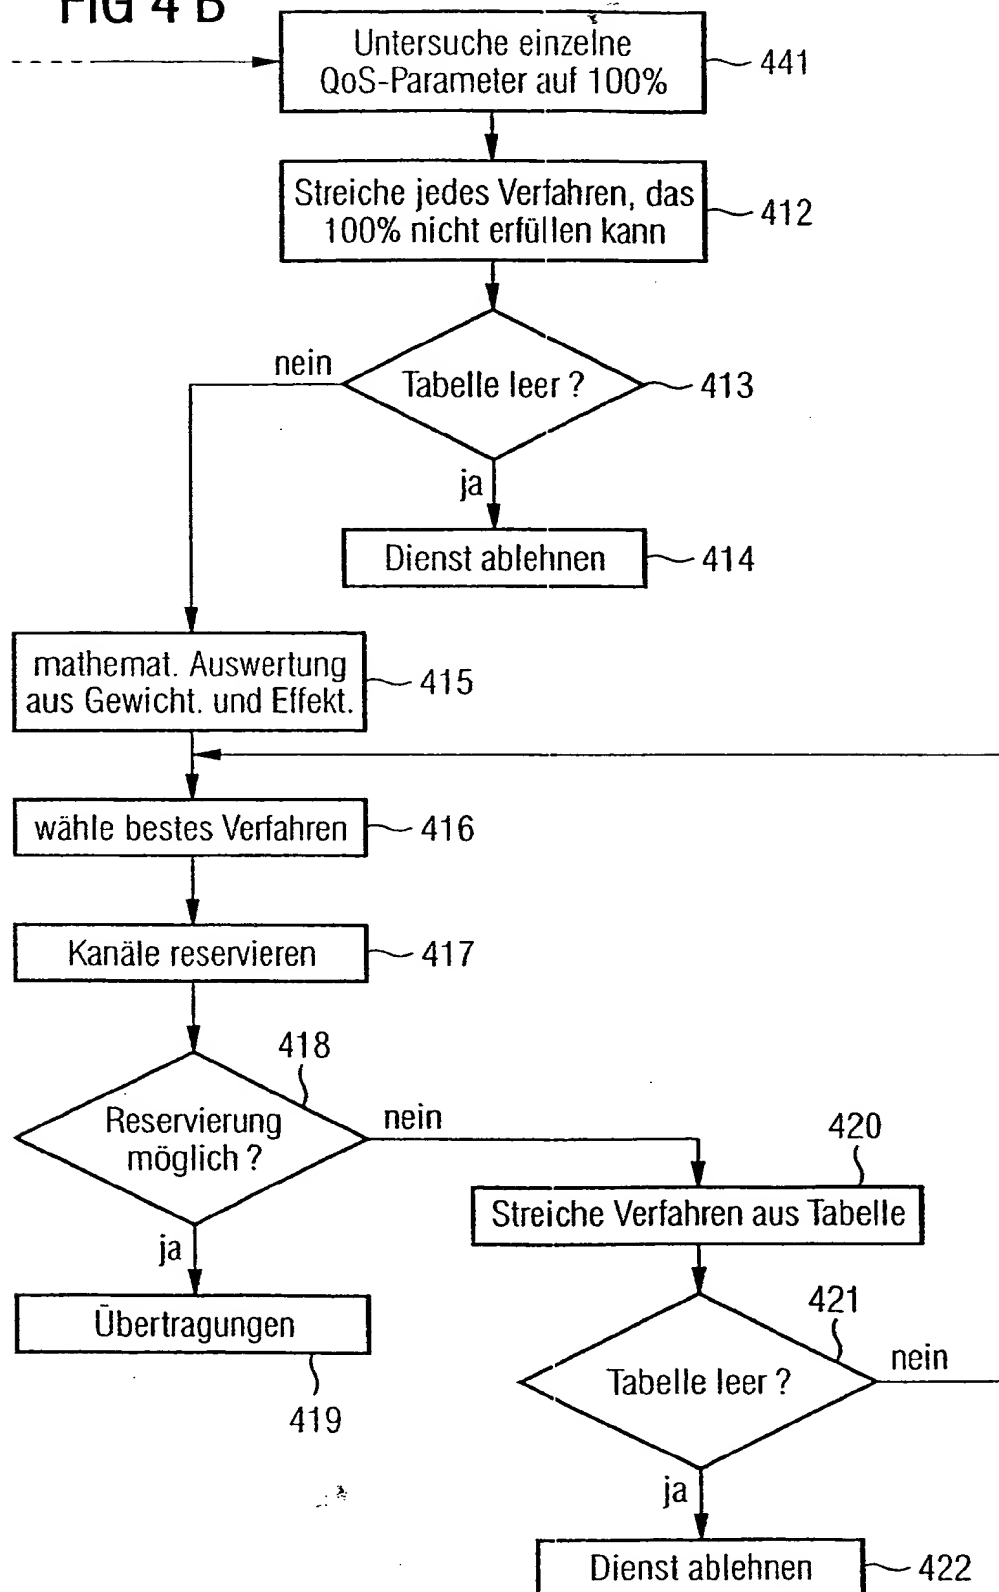 FIG 4 B
Untersuche einzelne
QoS-Parameter auf 100%
441
Streiche jedes Verfahren, das
100% nicht erfüllen kann
412
nein
Tabelle leer ?
413
ja
Dienst ablehnen
414
mathemat. Auswertung
aus Gewicht. und Effekt.
415
wähle bestes Verfahren
416
Kanäle reservieren
417
418
Reservierung
möglich ?
nein
420
Streiche Verfahren aus Tabelle
ja
421
Übertragungen
Tabelle leer ?
nein
419
ja
Dienst ablehnen
422